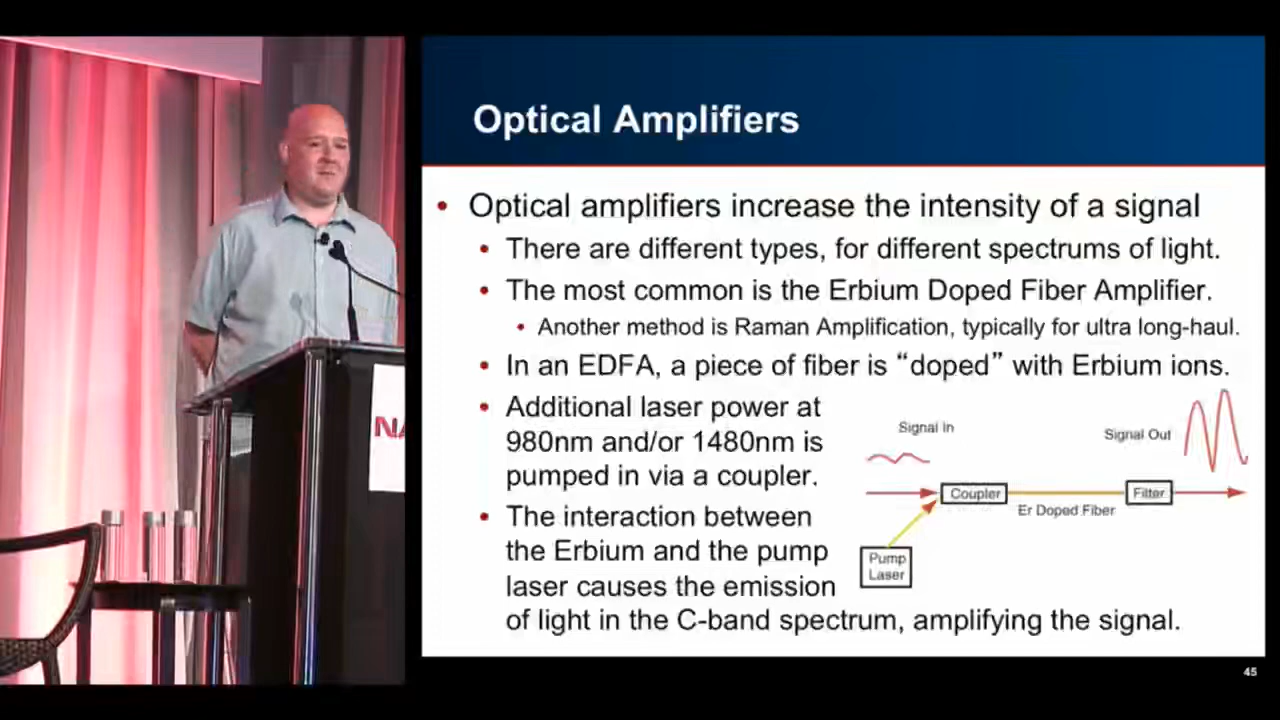 Optical Amplifiers
• Optical amplifiers increase the intensity of a signal
• There are different types, for different spectrums of light.
• The most common is the Erbium Doped Fiber Amplifier.
• Another method is Raman Amplification, typically for ultra long-haul.
• In an EDFA, a piece of fiber is “doped” with Erbium ions.
• Additional laser power at
980nm and/or 1480nm is
pumped in via a coupler.
• The interaction between
the Erbium and the pump
laser causes the emission
of light in the C-band spectrum, amplifying the signal.
Signal In
Signal Out
Coupler
Er Doped Fiber
Filter
Pump
Laser
NA
45